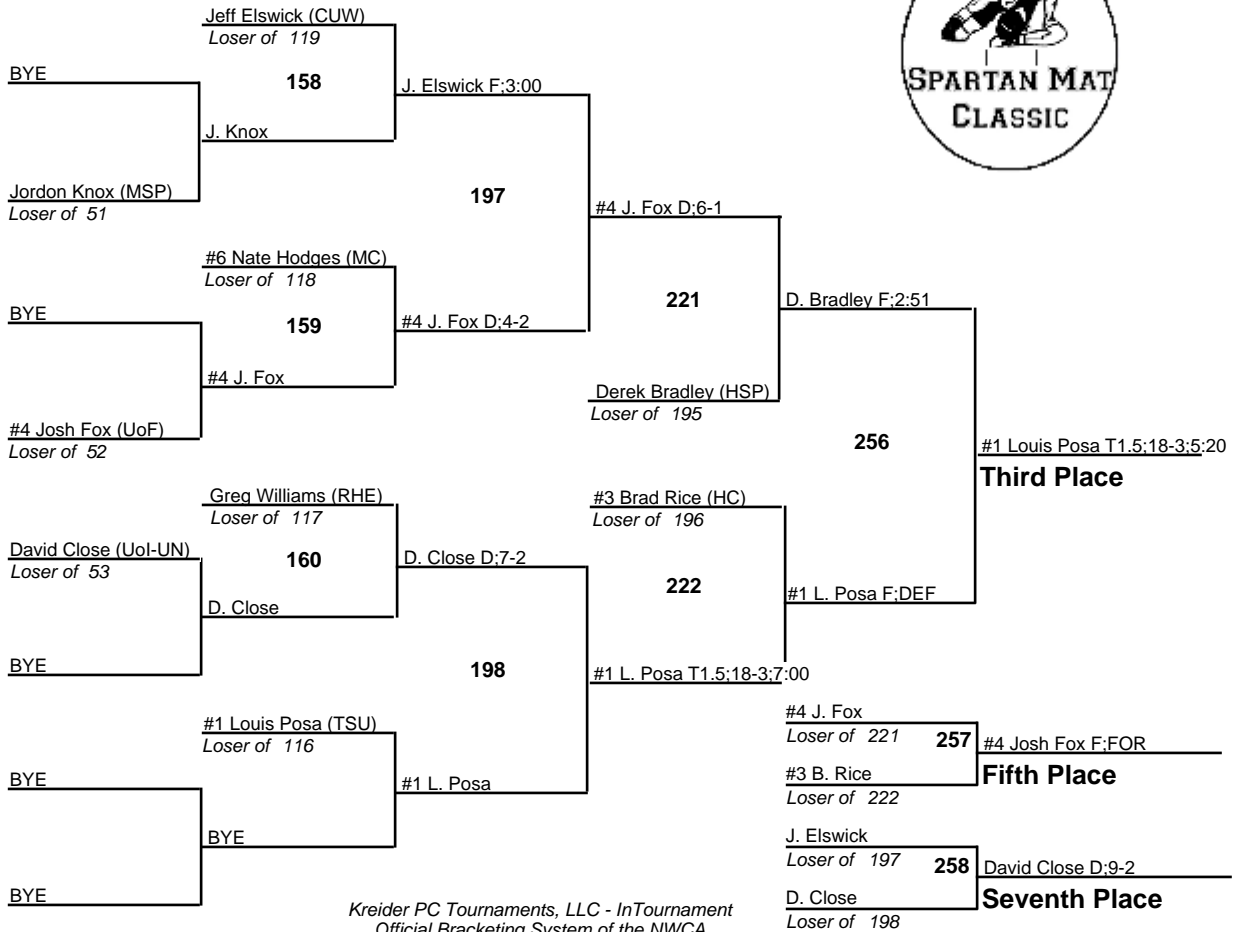 Jeff Elswick (CUW)
Loser of 119
BYE
158
J. Elswick F;3:00
J. Knox
Jordon Knox (MSP)
Loser of 51
197
#4 J. Fox D;6-1
#6 Nate Hodges (MC)
Loser of 118
BYE
159
#4 J. Fox D;4-2
221
D. Bradley F;2:51
#4 J. Fox
Derek Bradley (HSP)
Loser of 195
#4 Josh Fox (UoF)
Loser of 52
256
#1 Louis Posa T1.5;18-3;5:20
Third Place
Greg Williams (RHE)
Loser of 117
#3 Brad Rice (HC)
Loser of 196
David Close (UoI-UN)
Loser of 53
160
D. Close D;7-2
222
D. Close
#1 L. Posa F;DEF
BYE
198
#1 L. Posa T1.5;18-3;7:00
#1 Louis Posa (TSU)
Loser of 116
#4 J. Fox
Loser of 221
257
#4 Josh Fox F;FOR
Fifth Place
BYE
#1 L. Posa
#3 B. Rice
Loser of 222
BYE
J. Elswick
Loser of 197
258
David Close D;9-2
Seventh Place
BYE
D. Close
Loser of 198
Kreider PC Tournaments, LLC - InTournament
Official Bracketing System of the NWCA
SPARTAN MAT
CLASSIC